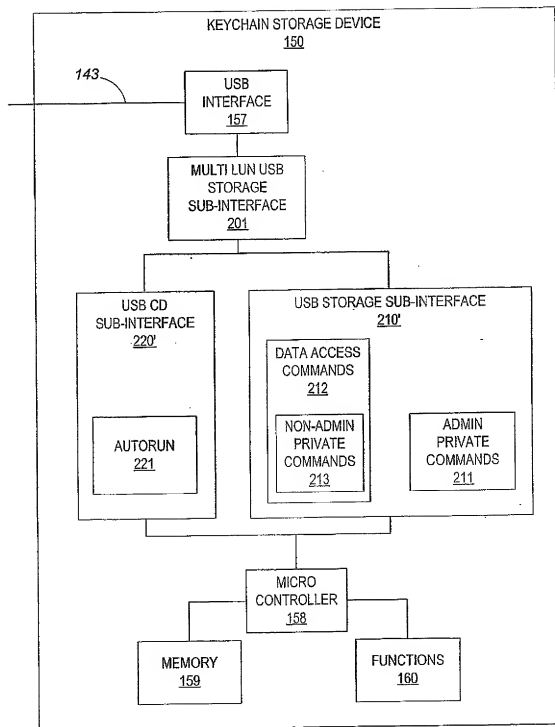 KEYCHAIN STORAGE DEVICE
150
143
USB
INTERFACE
157
MULTI LUN USB
STORAGE
SUB-INTERFACE
201
USB CD
SUB-INTERFACE
220'
AUTORUN
221
USB STORAGE SUB-INTERFACE
210'
DATA ACCESS
COMMANDS
212
NON-ADMIN
PRIVATE
COMMANDS
213
ADMIN
PRIVATE
COMMANDS
211
MICRO
CONTROLLER
158
MEMORY
159
FUNCTIONS
160